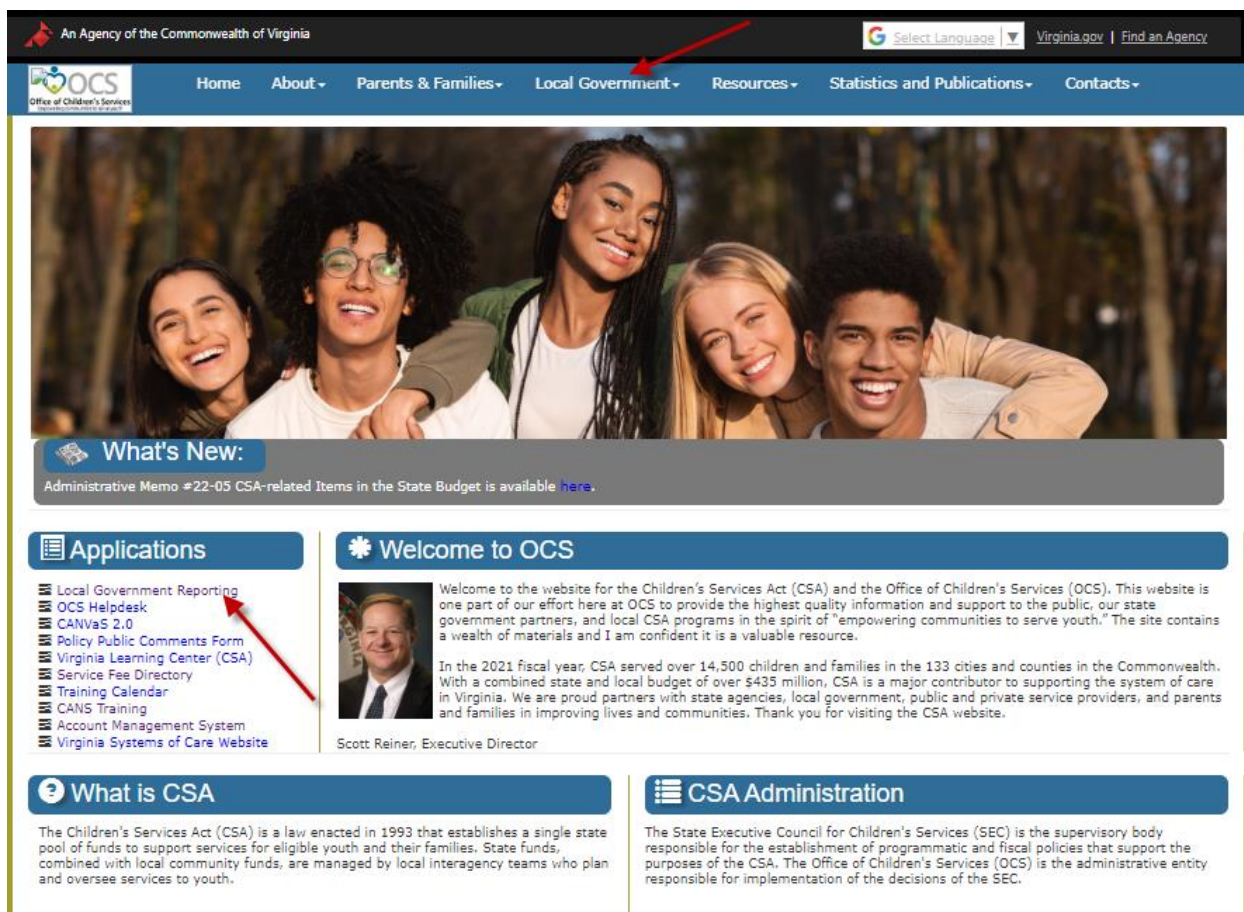 An Agency of the Commonwealth of Virginia
Select Language ▼
Virginia.gov | Find an Agency
OCS
Office of Children's Services
Home About Parents & Families Local Government Resources Statistics and Publications Contacts
What's New:
Administrative Memo #22-05 CSA-related Items in the State Budget is available here.
Applications
Local Government Reporting
OCS Helpdesk
CANVaS 2.0
Policy Public Comments Form
Virginia Learning Center (CSA)
Service Fee Directory
Training Calendar
CANS Training
Account Management System
Virginia Systems of Care Website
Welcome to OCS
Welcome to the website for the Children's Services Act (CSA) and the Office of Children's Services (OCS). This website is
one part of our effort here at OCS to provide the highest quality information and support to the public, our state
government partners, and local CSA programs in the spirit of "empowering communities to serve youth." The site contains
a wealth of materials and I am confident it is a valuable resource.
In the 2021 fiscal year, CSA served over 14,500 children and families in the 133 cities and counties in the Commonwealth.
With a combined state and local budget of over $435 million, CSA is a major contributor to supporting the system of care
in Virginia. We are proud partners with state agencies, local government, public and private service providers, and parents
and families in improving lives and communities. Thank you for visiting the CSA website.
Scott Reiner, Executive Director
What is CSA
The Children's Services Act (CSA) is a law enacted in 1993 that establishes a single state
pool of funds to support services for eligible youth and their families. State funds,
combined with local community funds, are managed by local interagency teams who plan
and oversee services to youth.
CSA Administration
The State Executive Council for Children's Services (SEC) is the supervisory body
responsible for the establishment of programmatic and fiscal policies that support the
purposes of the CSA. The Office of Children's Services (OCS) is the administrative entity
responsible for implementation of the decisions of the SEC.